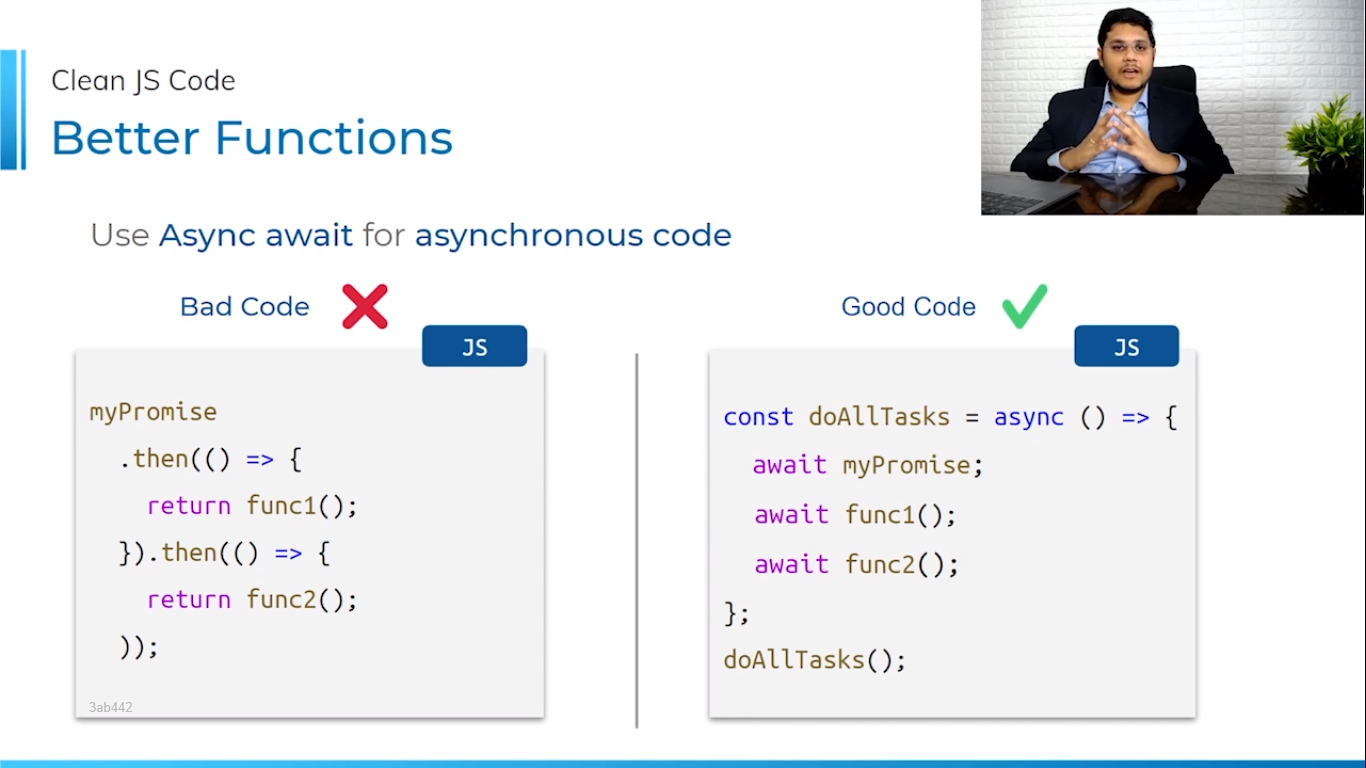 Clean JS Code
Better Functions
Use Async await for asynchronous code
Bad Code
JS
myPromise
.then(() => {
return func1();
}).then(() => {
return func2();
));
3ab442
Good Code
JS
const doAllTasks = async () => {
await myPromise;
await func1();
await func2();
};
doAllTasks();